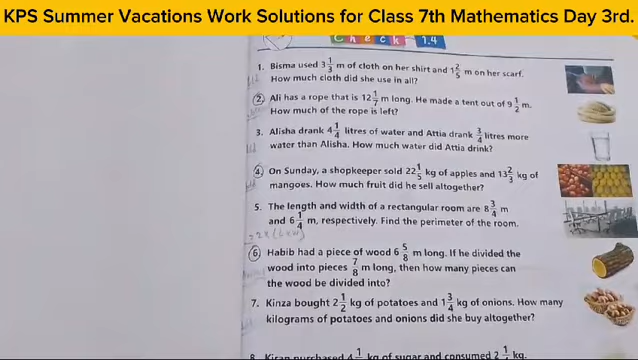 KPS Summer Vacations Work Solutions for Class 7th Mathematics Day 3rd.
Check 1.4
1. Bisma used 3 1/3 m of cloth on her shirt and 1 2/5 m on her scarf.
How much cloth did she use in all?
2. Ali has a rope that is 12 1/7 m long. He made a tent out of 9 1/2 m.
How much of the rope is left?
3. Alisha drank 4 1/4 litres of water and Attia drank 3/4 litres more
water than Alisha. How much water did Attia drink?
4. On Sunday, a shopkeeper sold 22 1/5 kg of apples and 13 2/3 kg of
mangoes. How much fruit did he sell altogether?
5. The length and width of a rectangular room are 8 3/4 m
and 6 1/4 m, respectively. Find the perimeter of the room.
6. Habib had a piece of wood 6 5/8 m long. If he divided the
wood into pieces 7/8 m long, then how many pieces can
the wood be divided into?
7. Kinza bought 2 1/2 kg of potatoes and 1 3/4 kg of onions. How many
kilograms of potatoes and onions did she buy altogether?
8. Kiran purchased 4 kg of sugar and consumed 2 kg.